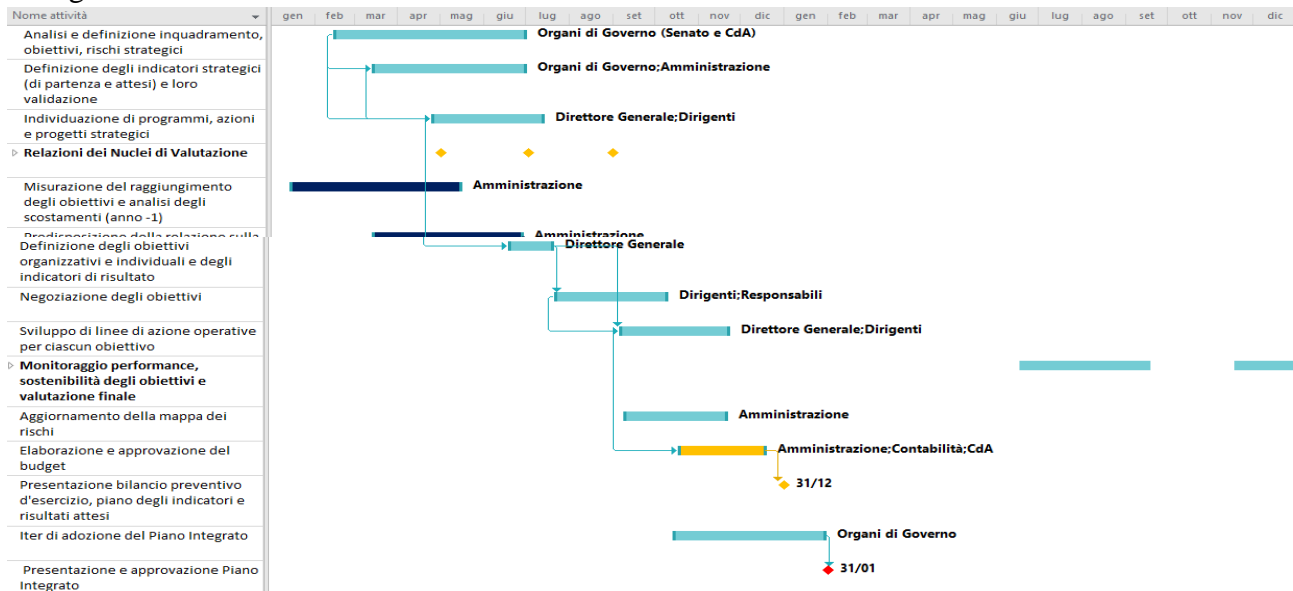 Nome attività gen feb mar apr mag giu lug ago set ott nov dic gen feb mar apr mag giu lug ago set ott nov dic
Analisi e definizione inquadramento,
obiettivi, rischi strategici
Organi di Governo (Senato e CdA)
Definizione degli indicatori strategici
(di partenza e attesi) e loro
validazione
Organi di Governo;Amministrazione
Individuazione di programmi, azioni
e progetti strategici
Direttore Generale;Dirigenti
Relazioni dei Nuclei di Valutazione
Misurazione del raggiungimento
degli obiettivi e analisi degli
scostamenti (anno -1)
Amministrazione
Predisposizione della relazione sulla
Amministrazione
Definizione degli obiettivi
organizzativi e individuali e degli
indicatori di risultato
Direttore Generale
Negoziazione degli obiettivi
Dirigenti;Responsabili
Sviluppo di linee di azione operative
per ciascun obiettivo
Direttore Generale;Dirigenti
Monitoraggio performance,
sostenibilità degli obiettivi e
valutazione finale
Aggiornamento della mappa dei
rischi
Amministrazione
Elaborazione e approvazione del
budget
Amministrazione;Contabilità;CdA
Presentazione bilancio preventivo
d'esercizio, piano degli indicatori e
risultati attesi
31/12
Iter di adozione del Piano Integrato
Organi di Governo
Presentazione e approvazione Piano
Integrato
31/01